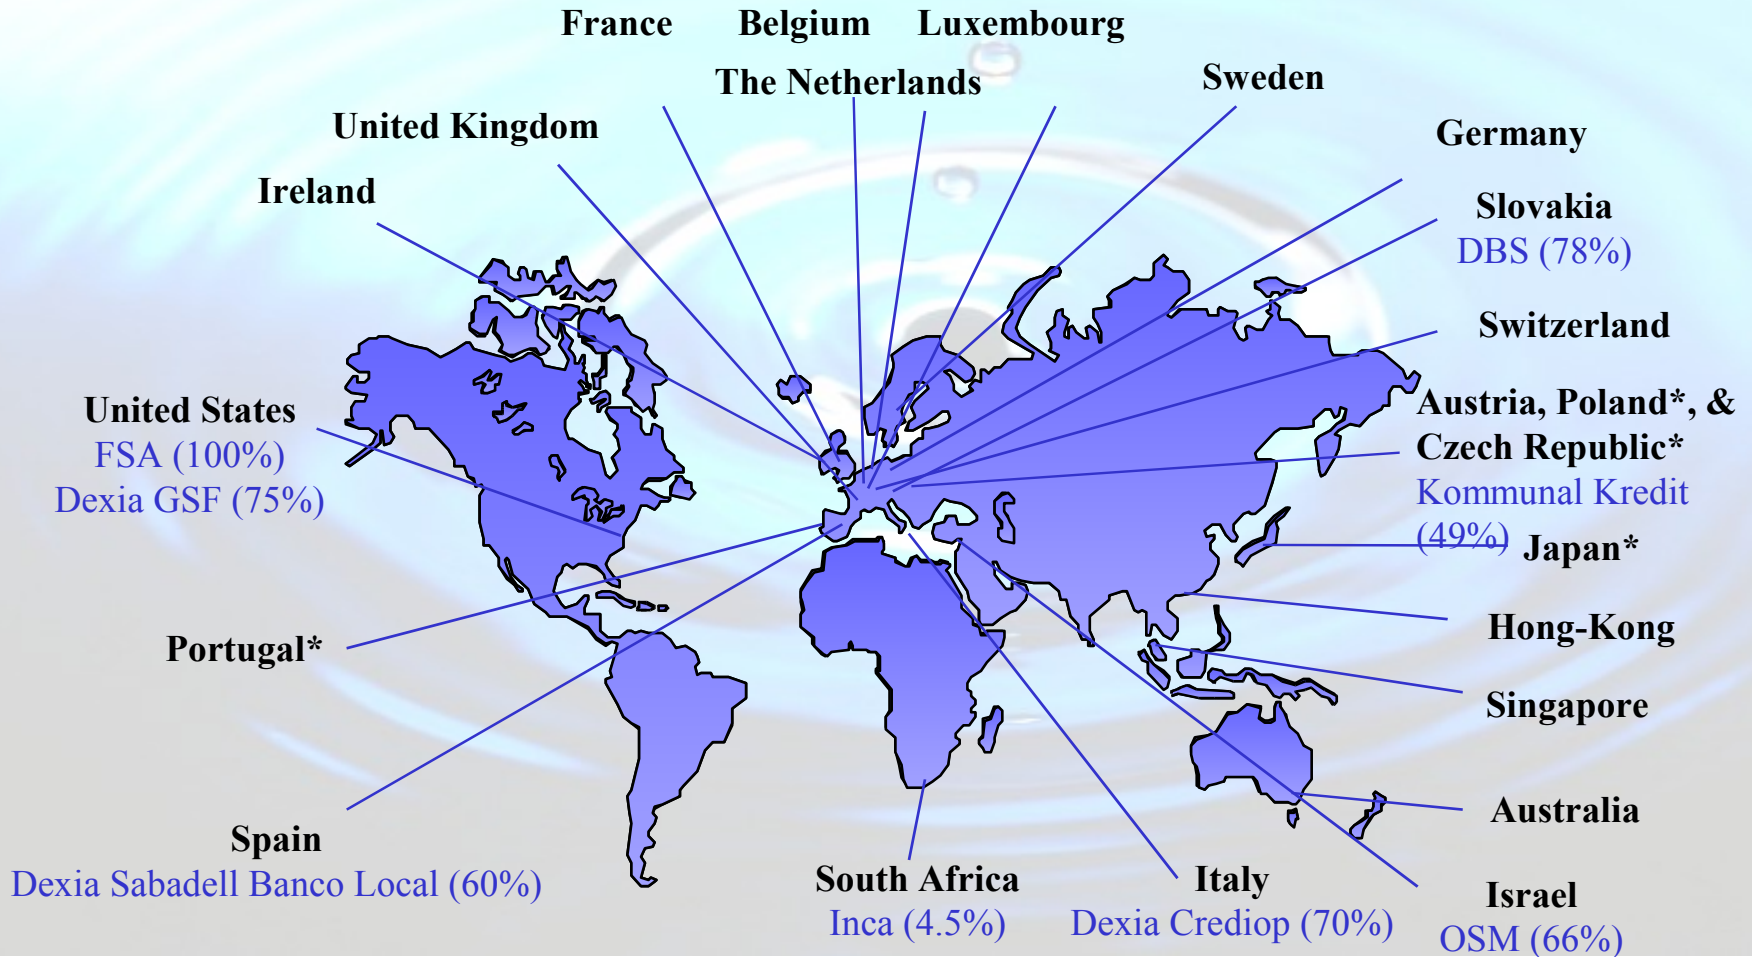 France Belgium Luxembourg
The Netherlands
Sweden
United Kingdom
Germany
Ireland
Slovakia
DBS (78%)
Switzerland
United States
FSA (100%)
Dexia GSF (75%)
Austria, Poland*, &
Czech Republic*
Kommunal Kredit
(49%)
Japan*
Hong-Kong
Portugal*
Singapore
Australia
Spain
Dexia Sabadell Banco Local (60%)
South Africa
Inca (4.5%)
Italy
Dexia Crediop (70%)
Israel
OSM (66%)